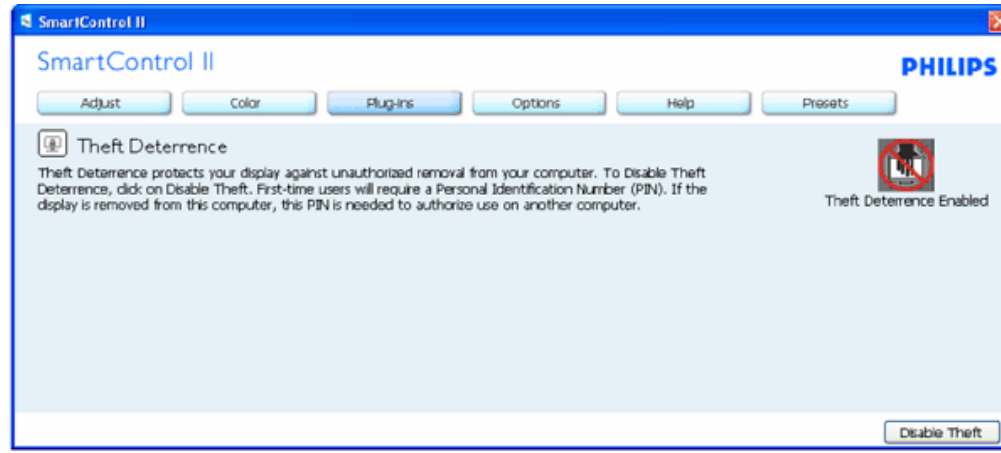 SmartControl II
SmartControl II
PHILIPS
Adjust
Color
Plug-Ins
Options
Help
Presets
Theft Deterrence
Theft Deterrence protects your display against unauthorized removal from your computer. To Disable Theft
Deterrence, click on Disable Theft. First-time users will require a Personal Identification Number (PIN). If the
display is removed from this computer, this PIN is needed to authorize use on another computer.
Theft Deterrence Enabled
Disable Theft